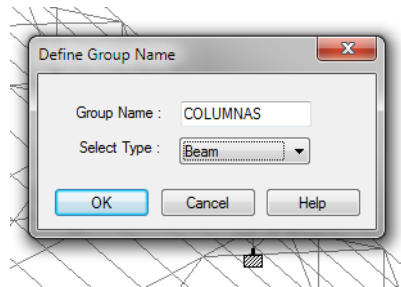 Define Group Name
Group Name : COLUMNAS
Select Type : Beam
OK Cancel Help